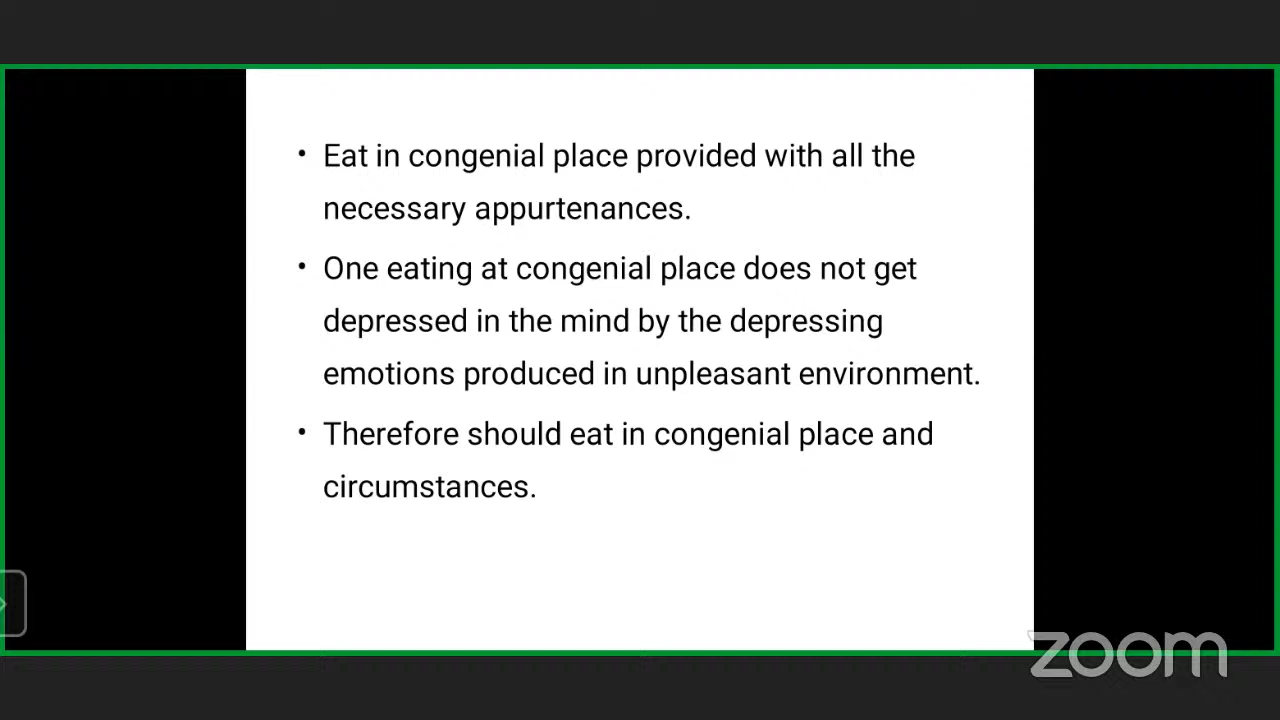 • Eat in congenial place provided with all the
necessary appurtenances.
• One eating at congenial place does not get
depressed in the mind by the depressing
emotions produced in unpleasant environment.
• Therefore should eat in congenial place and
circumstances.
zoom